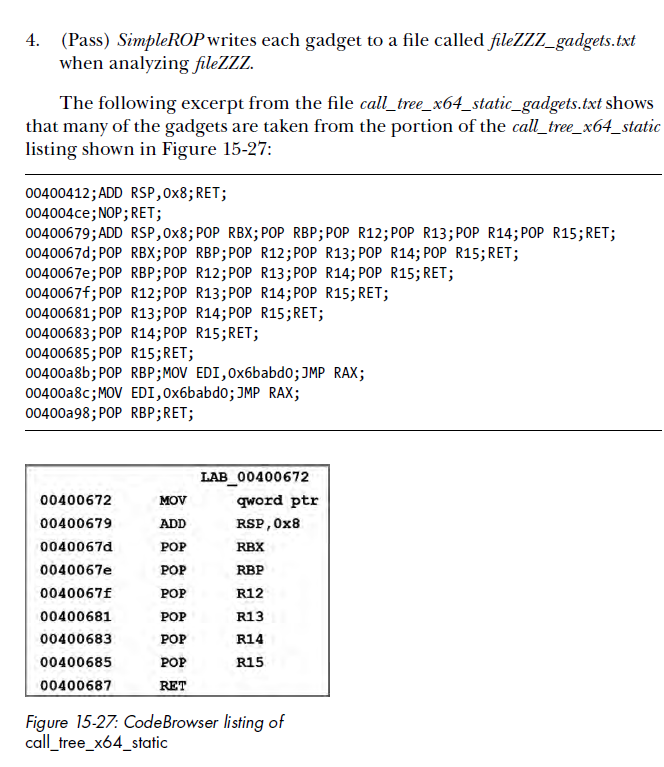 4. (Pass) SimpleROP writes each gadget to a file called fileZZZ_gadgets.txt
when analyzing fileZZZ.
The following excerpt from the file call_tree_x64_static_gadgets.txt shows
that many of the gadgets are taken from the portion of the call_tree_x64_static
listing shown in Figure 15-27:
00400412;ADD RSP,0x8;RET;
004004ce;NOP;RET;
00400679;ADD RSP,0x8;POP RBX;POP RBP;POP R12;POP R13;POP R14;POP R15;RET;
0040067d;POP RBX;POP RBP;POP R12;POP R13;POP R14;POP R15;RET;
0040067e;POP RBP;POP R12;POP R13;POP R14;POP R15;RET;
0040067f;POP R12;POP R13;POP R14;POP R15;RET;
00400681;POP R13;POP R14;POP R15;RET;
00400683;POP R14;POP R15;RET;
00400685;POP R15;RET;
00400a8b;POP RBP;MOV EDI,0x6babd0;JMP RAX;
00400a8c;MOV EDI,0x6babd0;JMP RAX;
00400a98;POP RBP;RET;
LAB_00400672
00400672 MOV qword ptr
00400679 ADD RSP,0x8
0040067d POP RBX
0040067e POP RBP
0040067f POP R12
00400681 POP R13
00400683 POP R14
00400685 POP R15
00400687 RET
Figure 15-27: CodeBrowser listing of
call_tree_x64_static